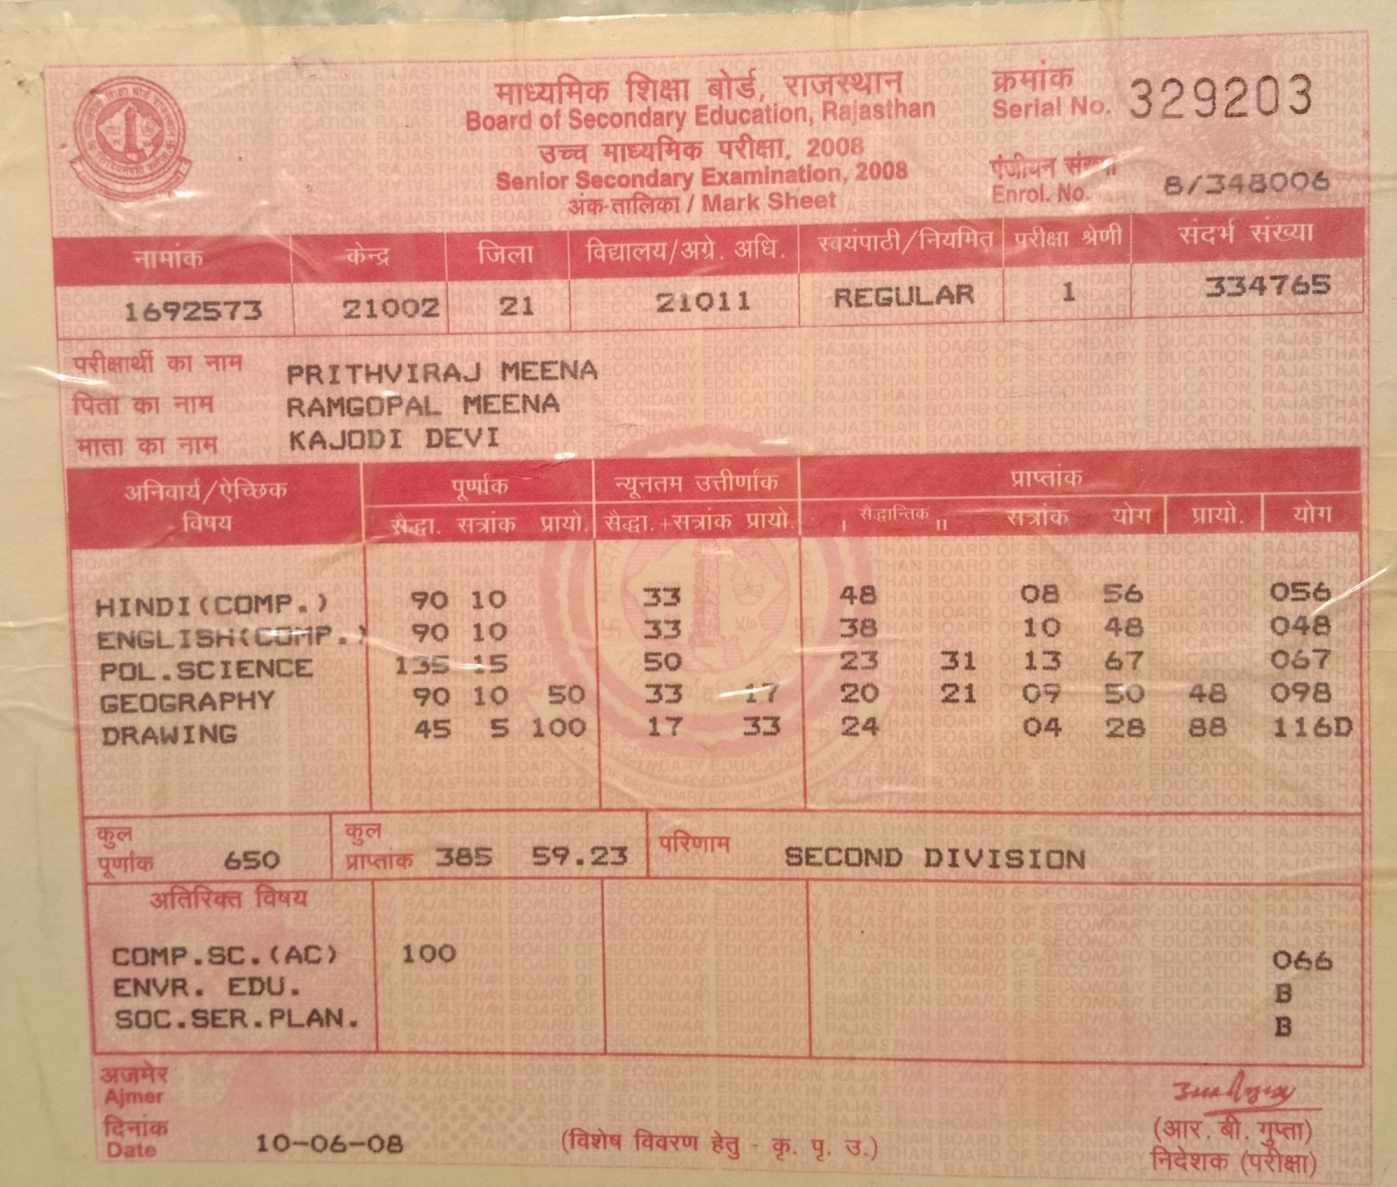 माध्यमिक शिक्षा बोर्ड, राजस्थान
Board of Secondary Education, Rajasthan
उच्च माध्यमिक परीक्षा, 2008
Senior Secondary Examination, 2008
अंक-तालिका / Mark Sheet
क्रमांक
Serial No. 329203
पंजीयन संख्या
Enrol. No. 8/348006
नामांक केन्द्र जिला विद्यालय/अग्रे. अधि. स्वयंपाठी/नियमित परीक्षा श्रेणी संदर्भ संख्या
1692573 21002 21 21011 REGULAR 1 334765
परीक्षार्थी का नाम PRITHVIRAJ MEENA
पिता का नाम RAMGOPAL MEENA
माता का नाम KAJODI DEVI
अनिवार्य/ऐच्छिक विषय पूर्णांक न्यूनतम उत्तीर्णांक प्राप्तांक
सैद्धा. सत्रांक प्रायो. सैद्धा.+सत्रांक प्रायो. I सैद्धान्तिक II सत्रांक योग प्रायो. योग
HINDI(COMP.) 90 10 33 48 08 56 056
ENGLISH(COMP.) 90 10 33 38 10 48 048
POL.SCIENCE 135 15 50 23 31 13 67 067
GEOGRAPHY 90 10 50 33 17 20 21 09 50 48 098
DRAWING 45 5 100 17 33 24 04 28 88 116D
कुल पूर्णांक 650 कुल प्राप्तांक 385 59.23 परिणाम SECOND DIVISION
अतिरिक्त विषय
COMP.SC.(AC) 100 066
ENVR. EDU. B
SOC.SER.PLAN. B
अजमेर
Ajmer
दिनांक
Date 10-06-08
(विशेष विवरण हेतु - कृ. पृ. उ.)
(आर. बी. गुप्ता)
निदेशक (परीक्षा)